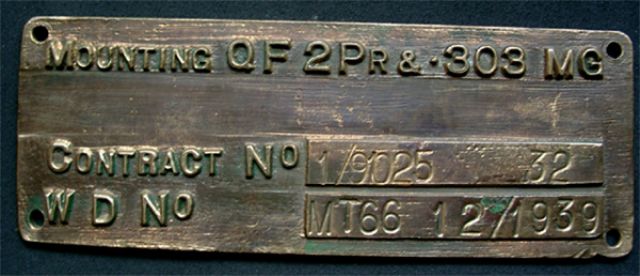 MOUNTING QF 2PR & .303 MG
CONTRACT NO 1/9025 32
W D NO MT66 12/1939